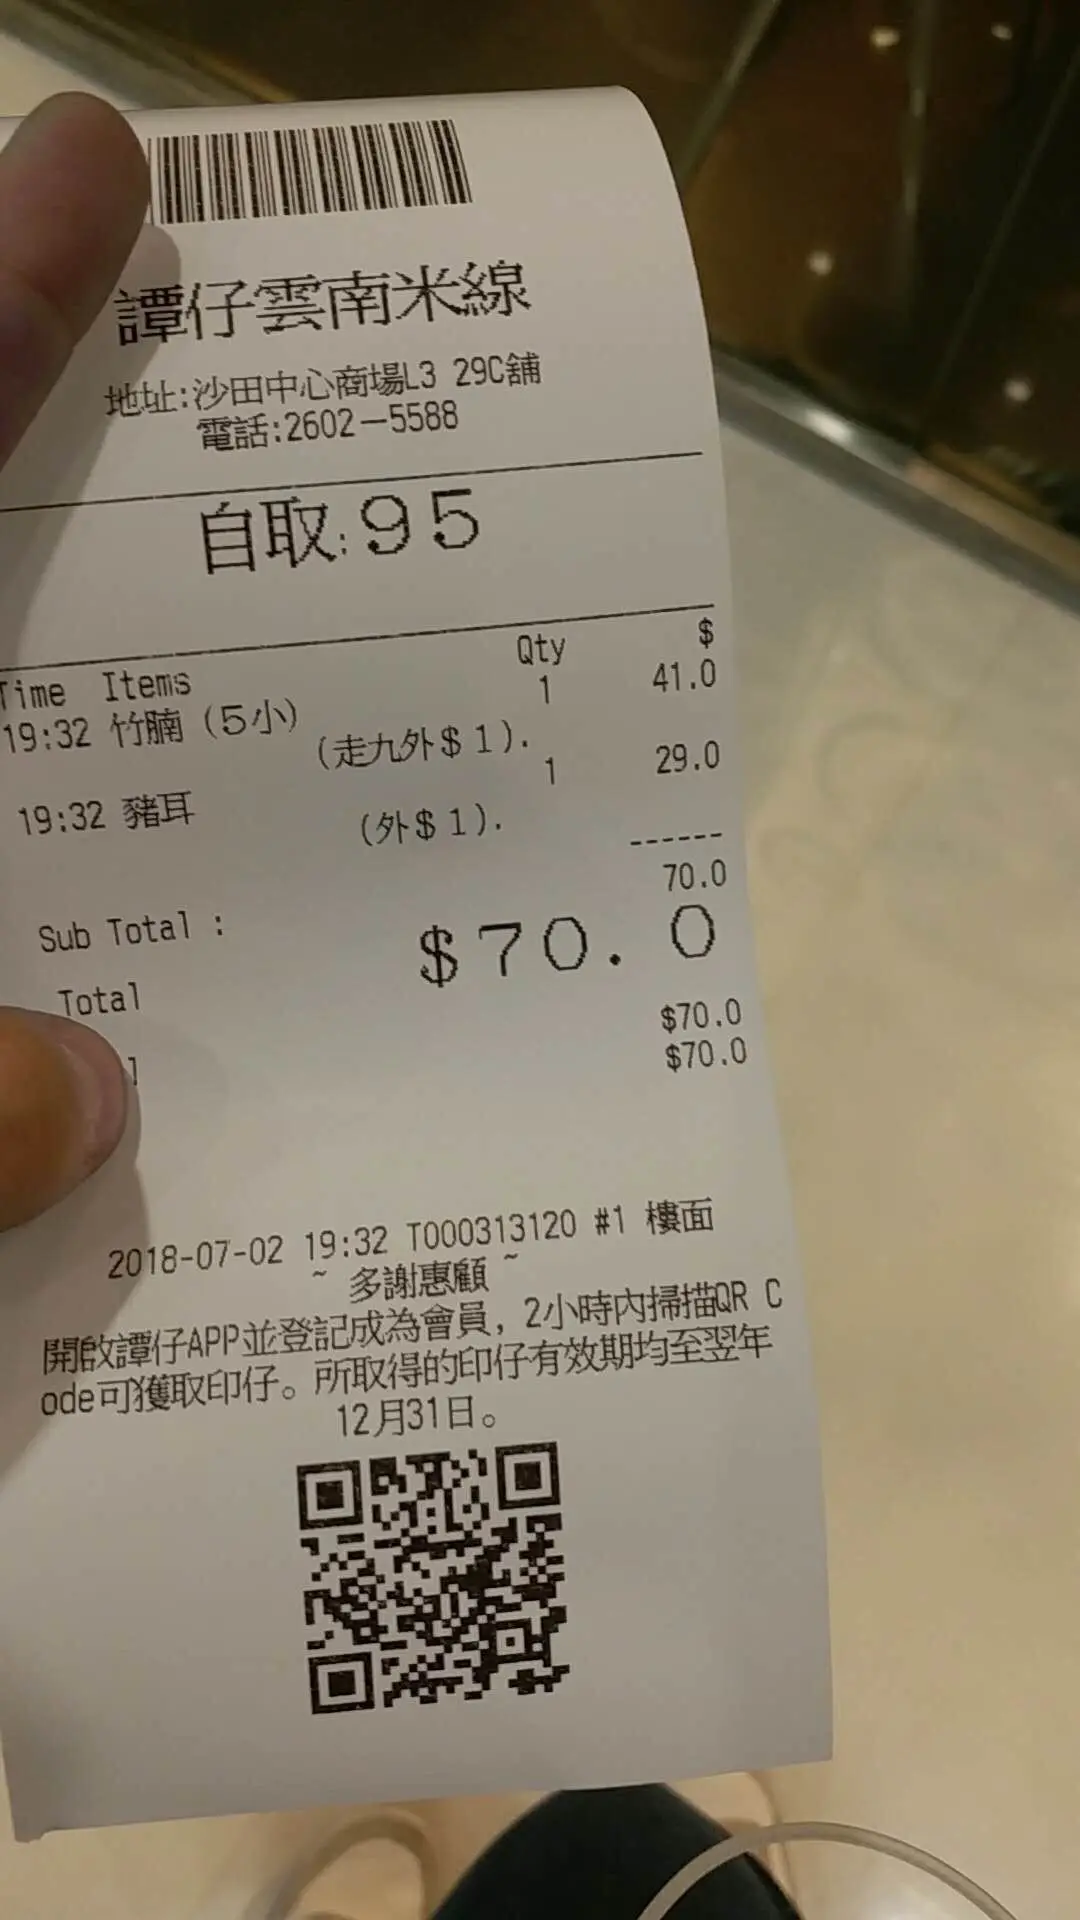 譚仔雲南米線
地址:沙田中心商場L3 29C舖
電話:2602-5588
自取:95
Time Items Qty $
19:32 竹腩 (5小) 1 41.0
(走九外$1).
19:32 豬耳 1 29.0
(外$1).
------
Sub Total : 70.0
Total $70.0
$70.0
$70.0
2018-07-02 19:32 T000313120 #1 樓面
~ 多謝惠顧 ~
開啟譚仔APP並登記成為會員, 2小時內掃描QR C
ode可獲取印仔。所取得的印仔有效期均至翌年
12月31日。